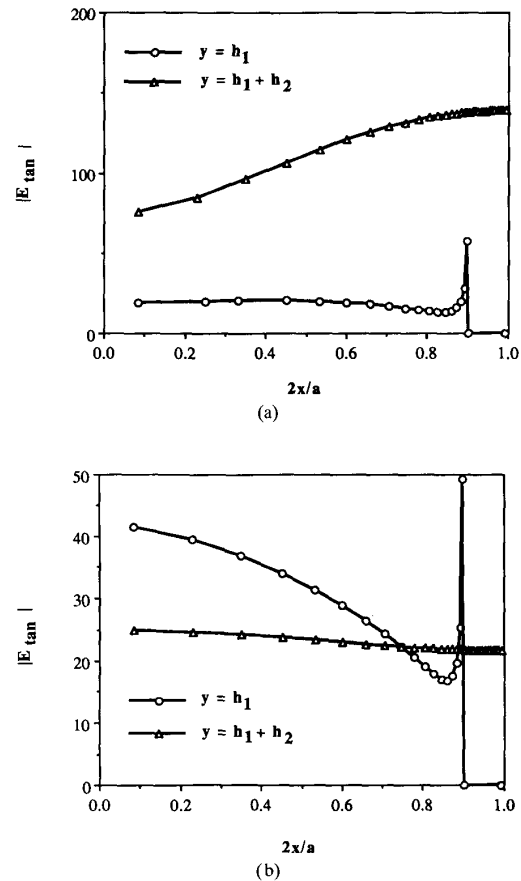 200
y = h1
y = h1 + h2
100
|E tan |
0
0.0 0.2 0.4 0.6 0.8 1.0
2x/a
(a)
50
40
30
|E tan |
20
y = h1
10
y = h1 + h2
0
0.0 0.2 0.4 0.6 0.8 1.0
2x/a
(b)